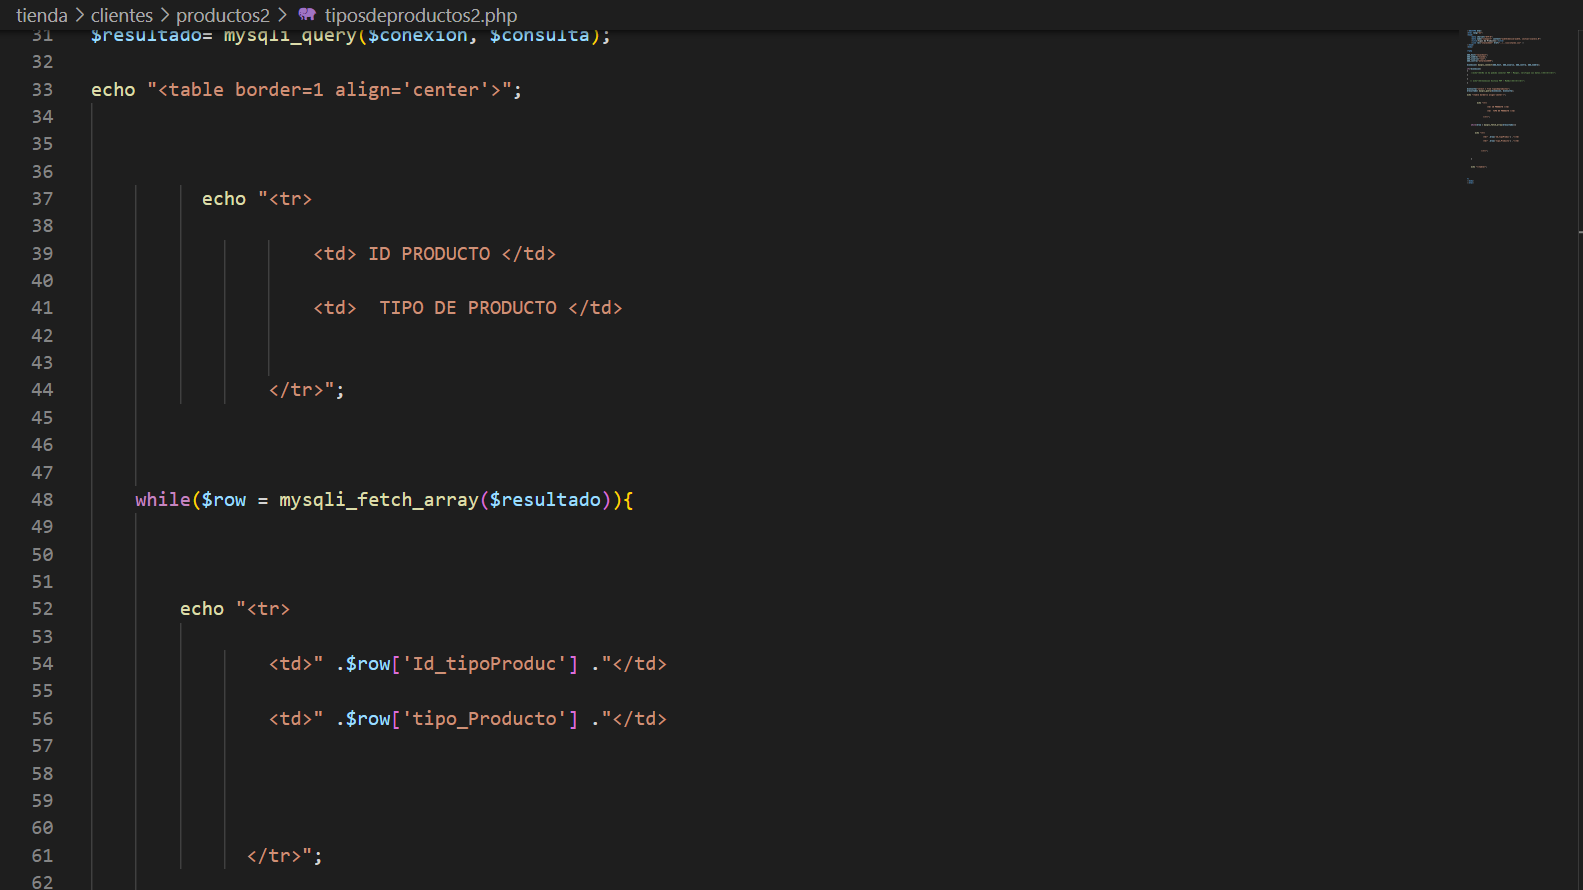 tienda > clientes > productos2 > tiposdeproductos2.php
31 $resultado= mysqli_query($conexion, $consulta);
32
33 echo "<table border=1 align='center'>";
34
35
36
37 echo "<tr>
38
39 <td> ID PRODUCTO </td>
40
41 <td>  TIPO DE PRODUCTO </td>
42
43
44 </tr>";
45
46
47
48 while($row = mysqli_fetch_array($resultado)){
49
50
51
52 echo "<tr>
53
54 <td>" .$row['Id_tipoProduc'] ."</td>
55
56 <td>" .$row['tipo_Producto'] ."</td>
57
58
59
60
61 </tr>";
62